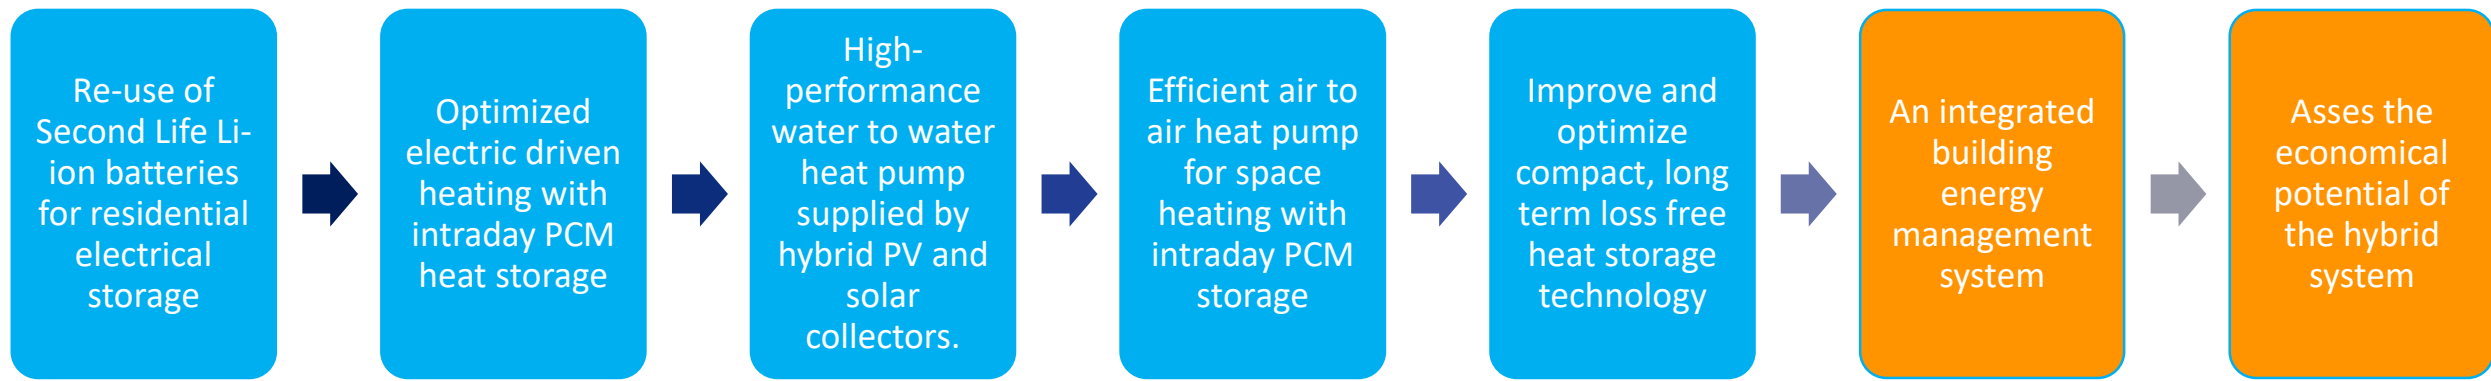 Re-use of
Second Life Li-
ion batteries
for residential
electrical
storage
Optimized
electric driven
heating with
intraday PCM
heat storage
High-
performance
water to water
heat pump
supplied by
hybrid PV and
solar
collectors.
Efficient air to
air heat pump
for space
heating with
intraday PCM
storage
Improve and
optimize
compact, long
term loss free
heat storage
technology
An integrated
building
energy
management
system
Asses the
economical
potential of
the hybrid
system